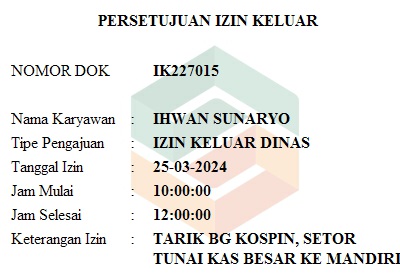 PERSETUJUAN IZIN KELUAR
NOMOR DOK IK227015
Nama Karyawan : IHWAN SUNARYO
Tipe Pengajuan : IZIN KELUAR DINAS
Tanggal Izin : 25-03-2024
Jam Mulai : 10:00:00
Jam Selesai : 12:00:00
Keterangan Izin : TARIK BG KOSPIN, SETOR
TUNAI KAS BESAR KE MANDIRI